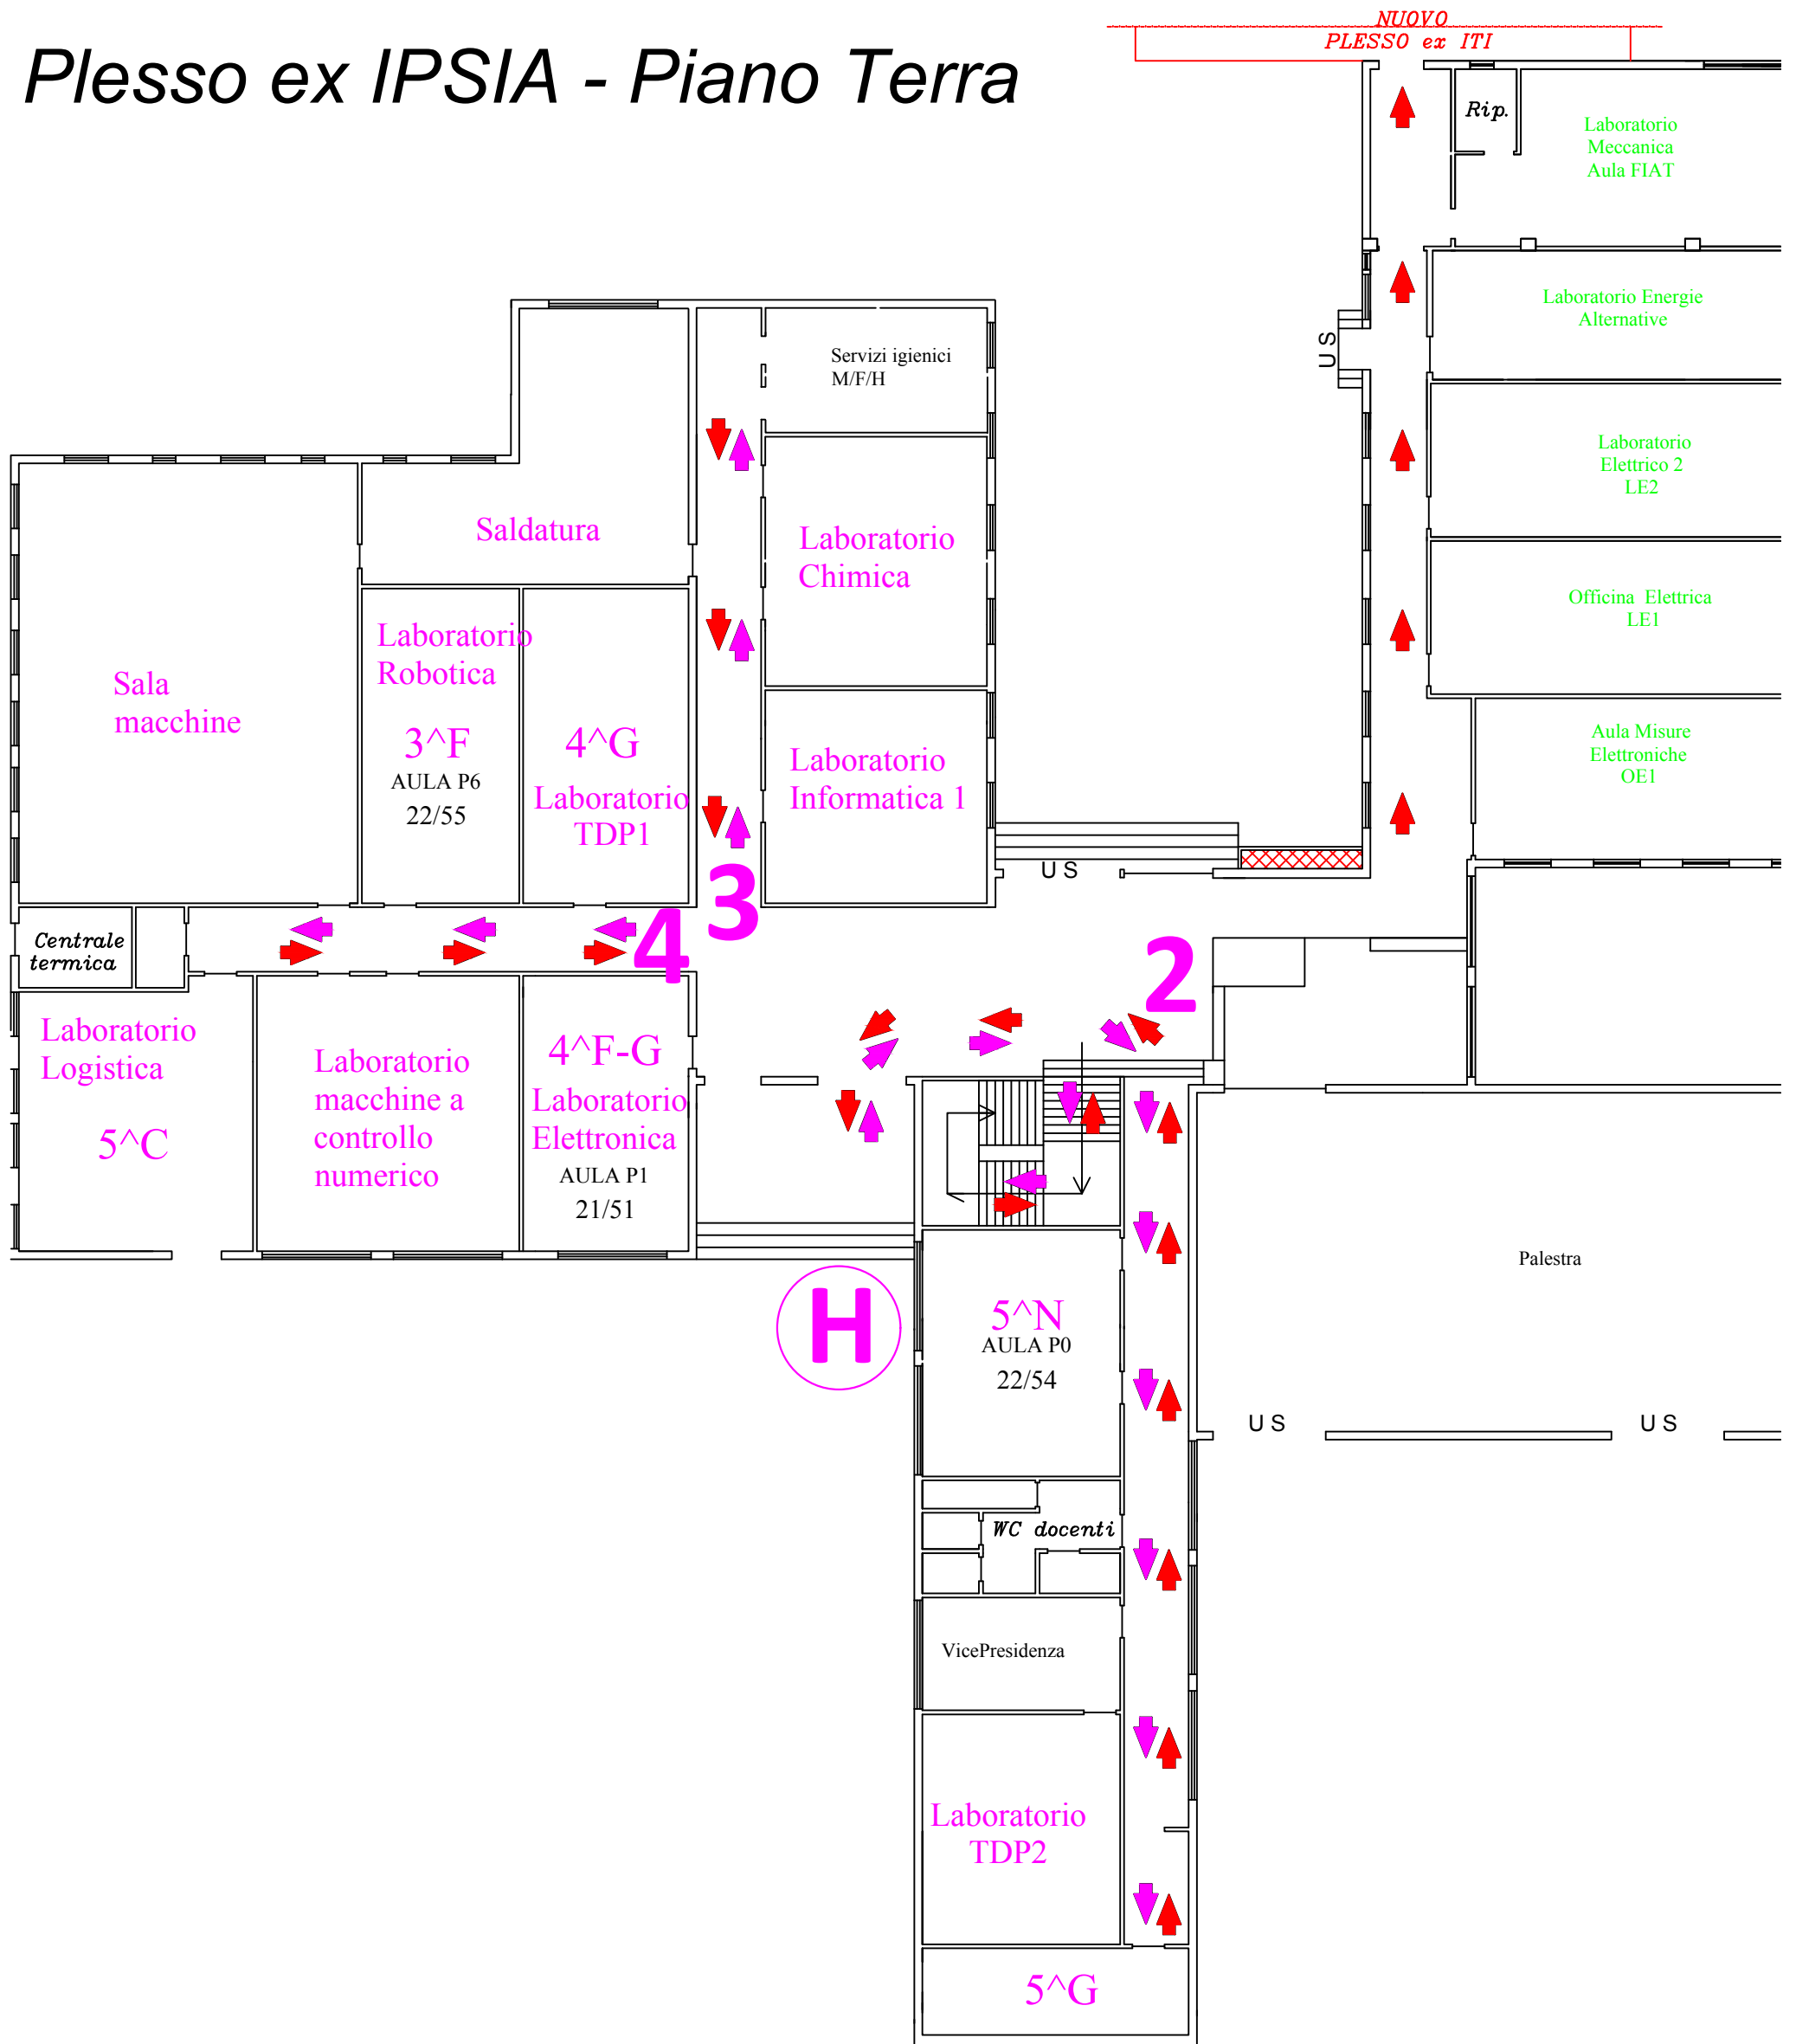 NUOVO
PLESSO ex ITI
Plesso ex IPSIA - Piano Terra
Rip.
Laboratorio
Meccanica
Aula FIAT
Laboratorio Energie
Alternative
U S
Servizi igienici
M/F/H
Laboratorio
Elettrico 2
LE2
Saldatura
Laboratorio
Chimica
Officina Elettrica
LE1
Laboratorio
Robotica
Sala
macchine
3^F
AULA P6
22/55
4^G
Laboratorio
TDP1
Laboratorio
Informatica 1
Aula Misure
Elettroniche
OE1
U S
3
4
2
Centrale
termica
Laboratorio
Logistica
5^C
Laboratorio
macchine a
controllo
numerico
4^F-G
Laboratorio
Elettronica
AULA P1
21/51
Palestra
H
5^N
AULA P0
22/54
U S
U S
WC docenti
VicePresidenza
Laboratorio
TDP2
5^G